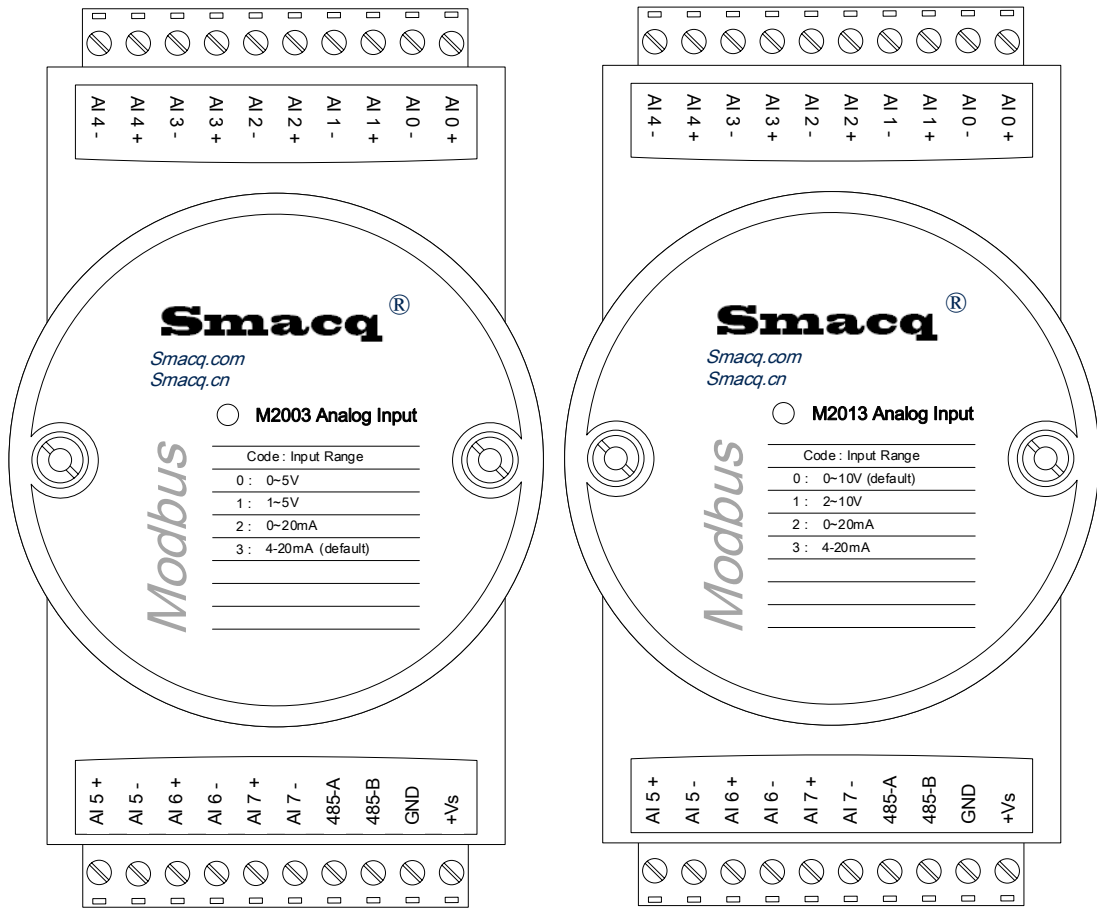 AI 4 - AI 4 + AI 3 - AI 3 + AI 2 - AI 2 + AI 1 - AI 1 + AI 0 - AI 0 +
Smacq ®
Smacq.com
Smacq.cn
M2003 Analog Input
Modbus
Code : Input Range
0 : 0~5V
1 : 1~5V
2 : 0~20mA
3 : 4-20mA (default)
AI 5 + AI 5 - AI 6 + AI 6 - AI 7 + AI 7 - 485-A 485-B GND +Vs
AI 4 - AI 4 + AI 3 - AI 3 + AI 2 - AI 2 + AI 1 - AI 1 + AI 0 - AI 0 +
Smacq ®
Smacq.com
Smacq.cn
M2013 Analog Input
Modbus
Code : Input Range
0 : 0~10V (default)
1 : 2~10V
2 : 0~20mA
3 : 4-20mA
AI 5 + AI 5 - AI 6 + AI 6 - AI 7 + AI 7 - 485-A 485-B GND +Vs